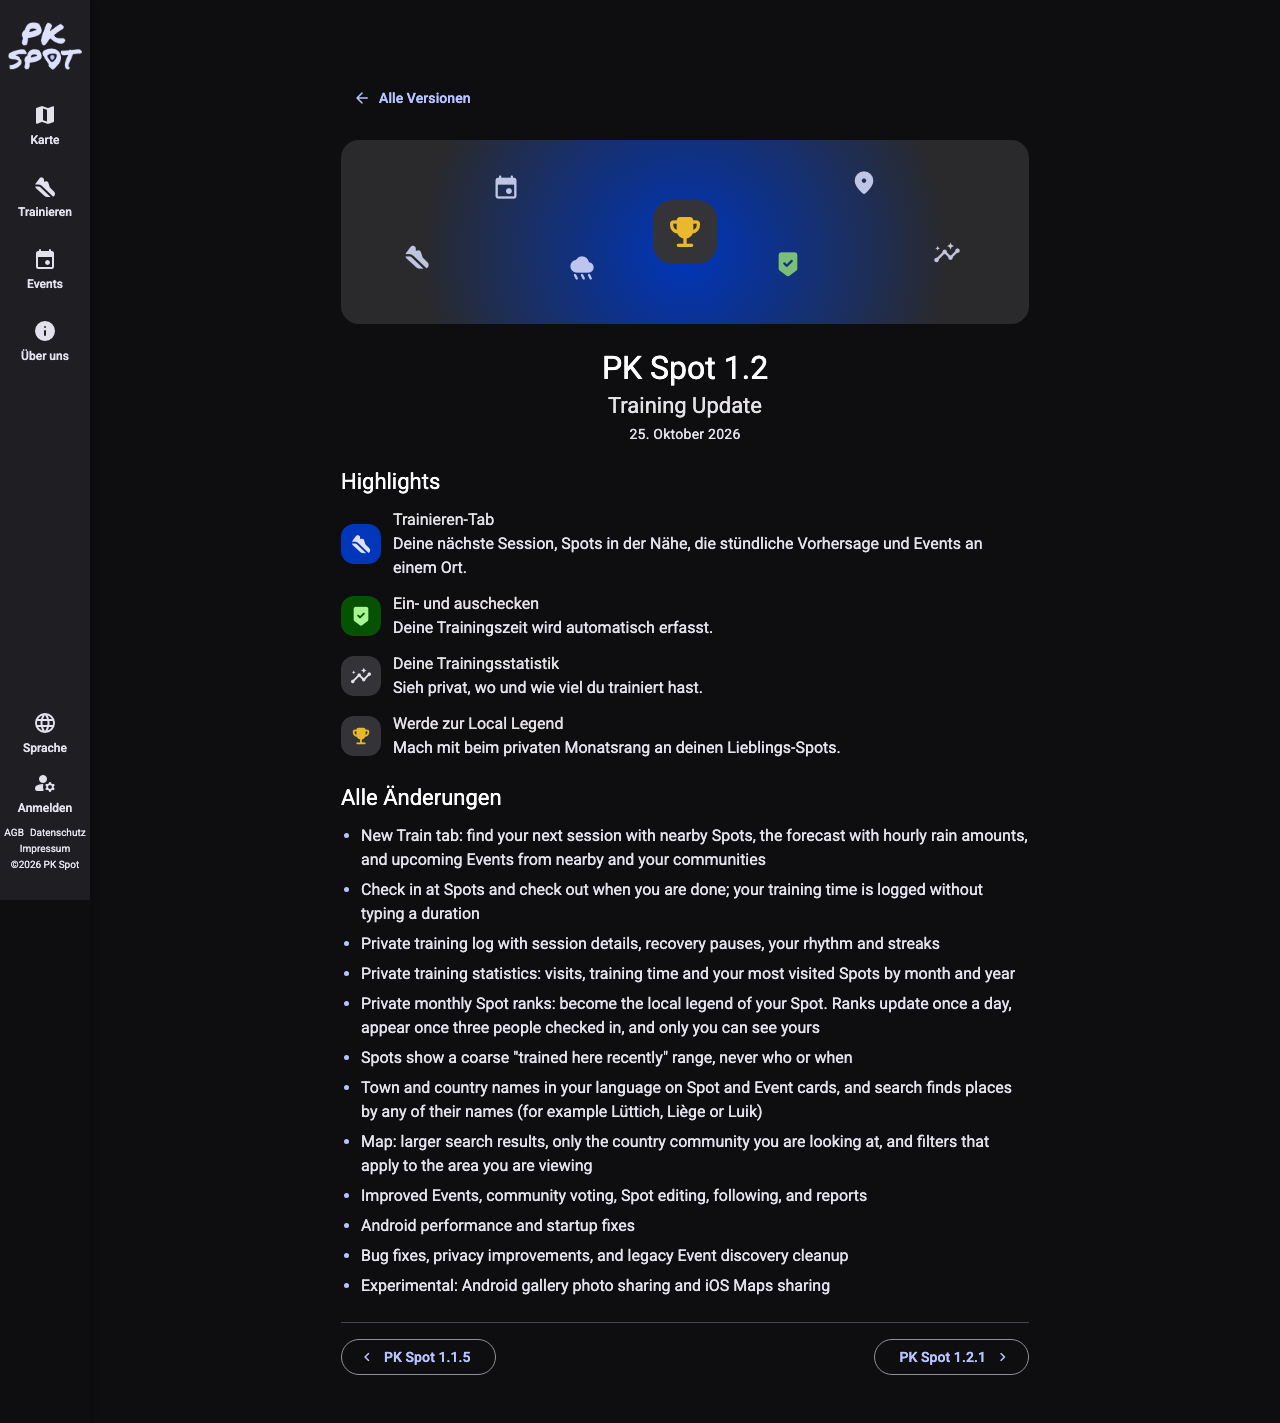 PK
SPOT
Karte
Trainieren
Events
Über uns
Sprache
Anmelden
AGB Datenschutz
Impressum
©2026 PK Spot
Alle Versionen
PK Spot 1.2
Training Update
25. Oktober 2026
Highlights
Trainieren-Tab
Deine nächste Session, Spots in der Nähe, die stündliche Vorhersage und Events an
einem Ort.
Ein- und auschecken
Deine Trainingszeit wird automatisch erfasst.
Deine Trainingsstatistik
Sieh privat, wo und wie viel du trainiert hast.
Werde zur Local Legend
Mach mit beim privaten Monatsrang an deinen Lieblings-Spots.
Alle Änderungen
• New Train tab: find your next session with nearby Spots, the forecast with hourly rain amounts,
and upcoming Events from nearby and your communities
• Check in at Spots and check out when you are done; your training time is logged without
typing a duration
• Private training log with session details, recovery pauses, your rhythm and streaks
• Private training statistics: visits, training time and your most visited Spots by month and year
• Private monthly Spot ranks: become the local legend of your Spot. Ranks update once a day,
appear once three people checked in, and only you can see yours
• Spots show a coarse "trained here recently" range, never who or when
• Town and country names in your language on Spot and Event cards, and search finds places
by any of their names (for example Lüttich, Liège or Luik)
• Map: larger search results, only the country community you are looking at, and filters that
apply to the area you are viewing
• Improved Events, community voting, Spot editing, following, and reports
• Android performance and startup fixes
• Bug fixes, privacy improvements, and legacy Event discovery cleanup
• Experimental: Android gallery photo sharing and iOS Maps sharing
PK Spot 1.1.5
PK Spot 1.2.1